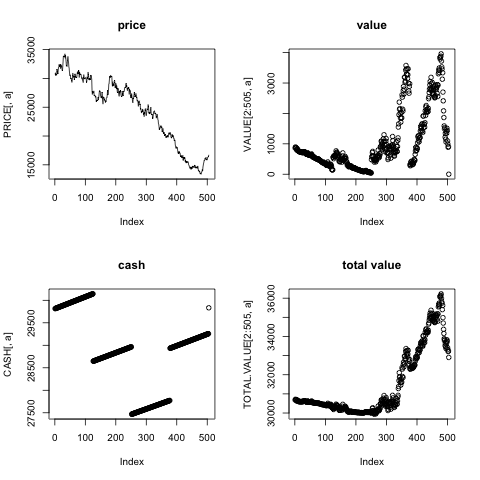 price
value
PRICE[, a]
15000 25000 35000
VALUE[2:505, a]
0 1000 3000
0 100 200 300 400 500
0 100 200 300 400 500
Index
Index
cash
total value
CASH[, a]
27500 28500 29500
TOTAL.VALUE[2:505, a]
30000 32000 34000 36000
0 100 200 300 400 500
0 100 200 300 400 500
Index
Index